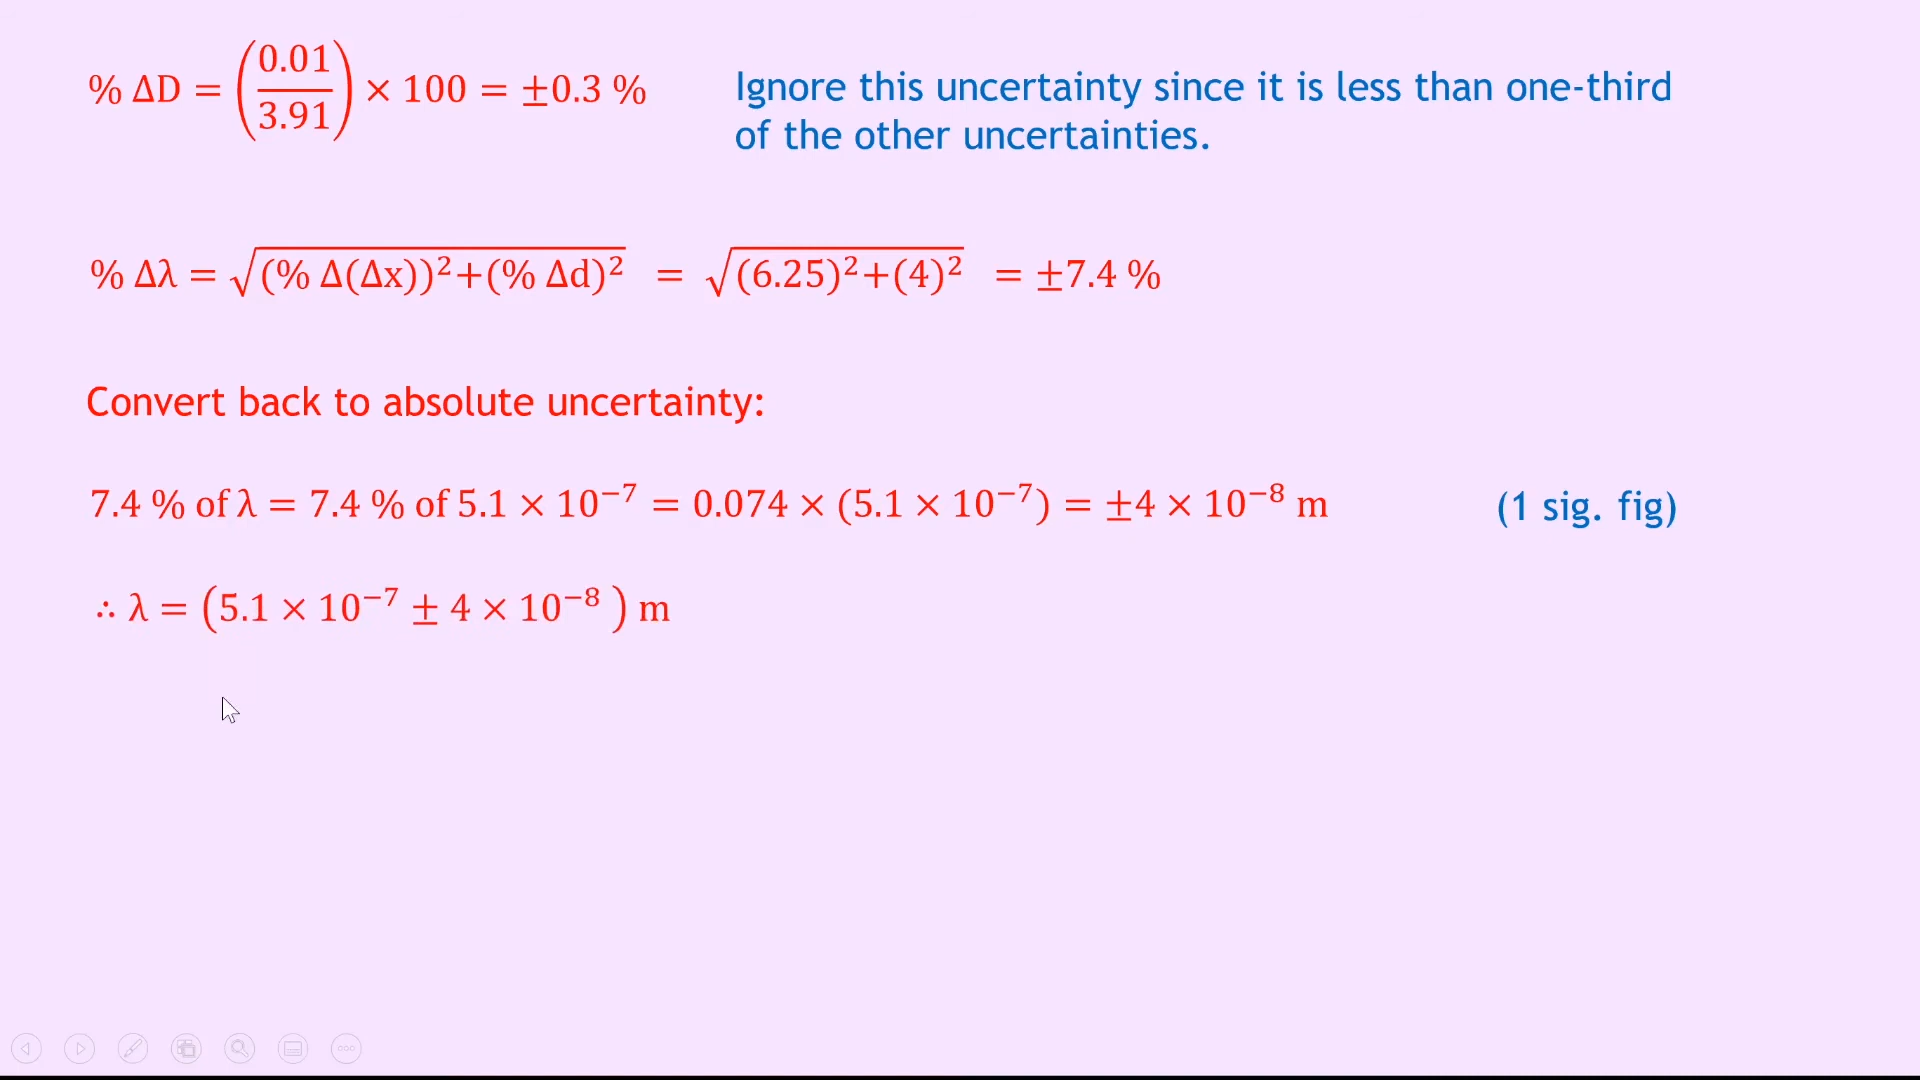 % ΔD = (0.01/3.91) × 100 = ±0.3 %
Ignore this uncertainty since it is less than one-third
of the other uncertainties.
% Δλ = √((% Δ(Δx))²+(% Δd)²) = √((6.25)²+(4)²) = ±7.4 %
Convert back to absolute uncertainty:
7.4 % of λ = 7.4 % of 5.1 × 10⁻⁷ = 0.074 × (5.1 × 10⁻⁷) = ±4 × 10⁻⁸ m (1 sig. fig)
∴ λ = (5.1 × 10⁻⁷ ± 4 × 10⁻⁸ ) m